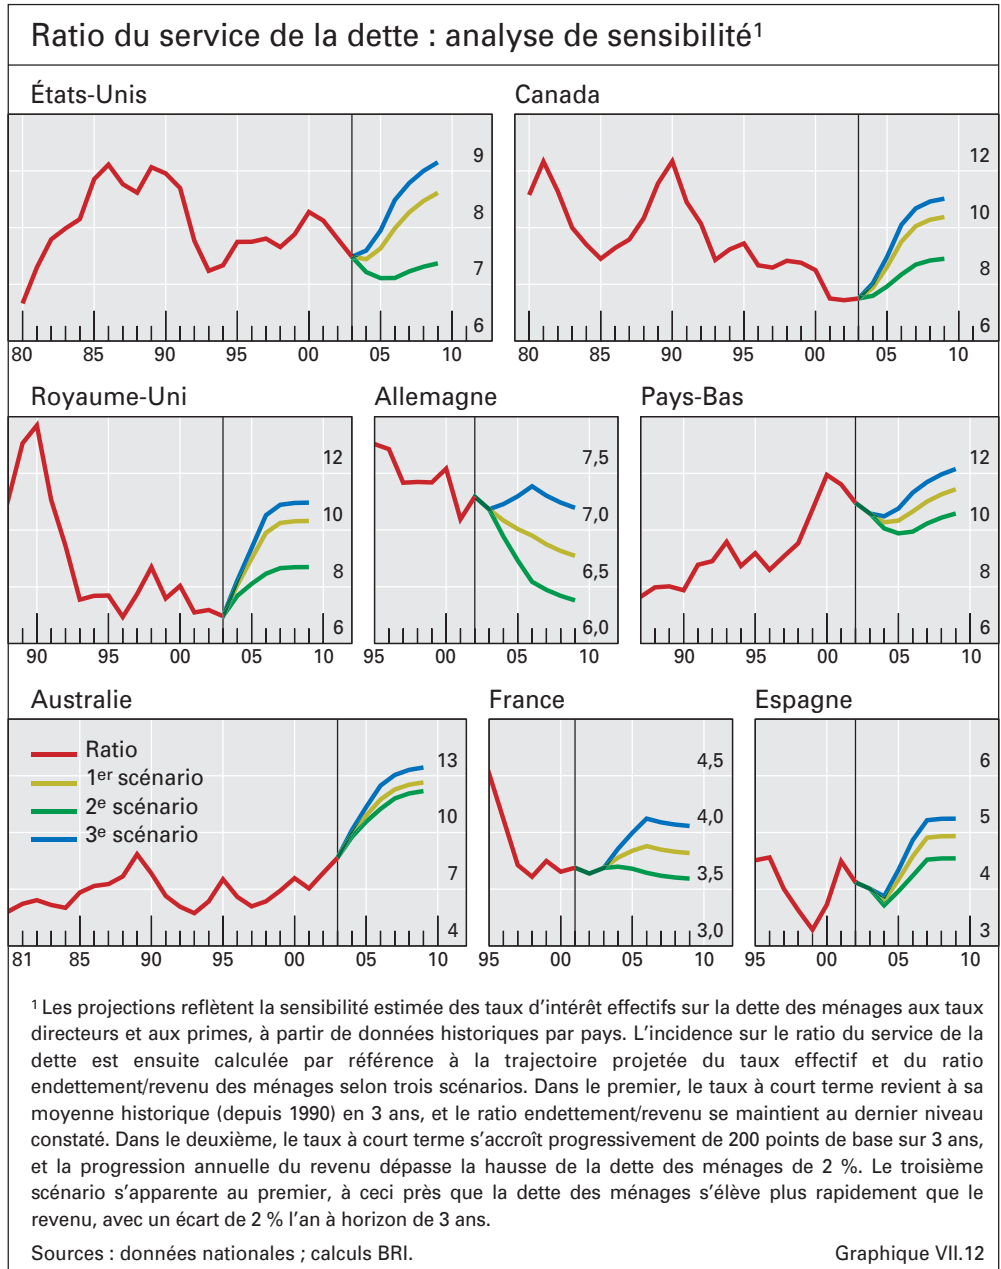 Ratio du service de la dette : analyse de sensibilité¹
États-Unis
9
8
7
6
80 85 90 95 00 05 10
Canada
12
10
8
6
80 85 90 95 00 05 10
Royaume-Uni
12
10
8
6
90 95 00 05 10
Allemagne
7,5
7,0
6,5
6,0
95 00 05 10
Pays-Bas
12
10
8
6
90 95 00 05 10
Australie
Ratio
1er scénario
2e scénario
3e scénario
13
10
7
4
81 85 90 95 00 05 10
France
4,5
4,0
3,5
3,0
95 00 05 10
Espagne
6
5
4
3
95 00 05 10
¹ Les projections reflètent la sensibilité estimée des taux d'intérêt effectifs sur la dette des ménages aux taux
directeurs et aux primes, à partir de données historiques par pays. L'incidence sur le ratio du service de la
dette est ensuite calculée par référence à la trajectoire projetée du taux effectif et du ratio
endettement/revenu des ménages selon trois scénarios. Dans le premier, le taux à court terme revient à sa
moyenne historique (depuis 1990) en 3 ans, et le ratio endettement/revenu se maintient au dernier niveau
constaté. Dans le deuxième, le taux à court terme s'accroît progressivement de 200 points de base sur 3 ans,
et la progression annuelle du revenu dépasse la hausse de la dette des ménages de 2 %. Le troisième
scénario s'apparente au premier, à ceci près que la dette des ménages s'élève plus rapidement que le
revenu, avec un écart de 2 % l'an à horizon de 3 ans.
Sources : données nationales ; calculs BRI. Graphique VII.12